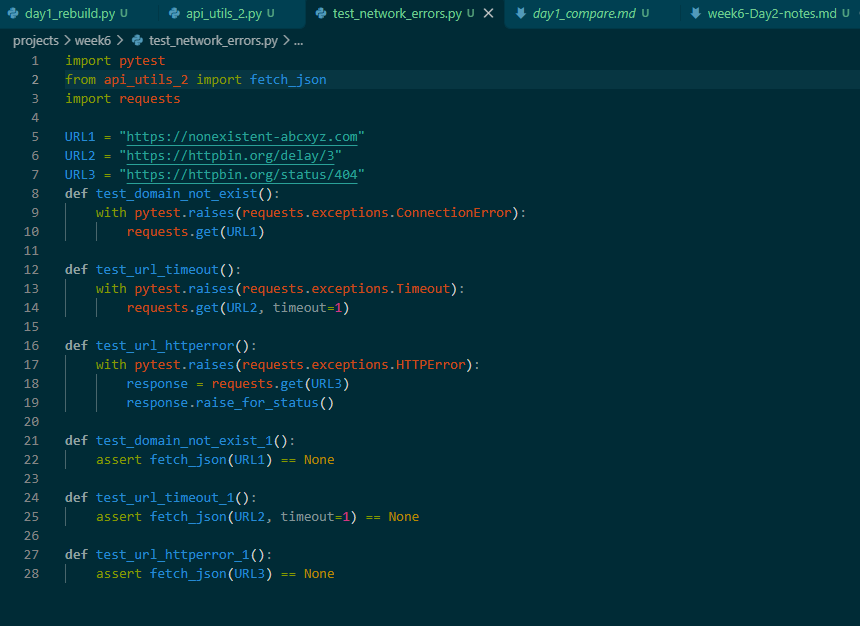 day1_rebuild.py U api_utils_2.py U test_network_errors.py U day1_compare.md U week6-Day2-notes.md U
projects > week6 > test_network_errors.py > ...
1 import pytest
2 from api_utils_2 import fetch_json
3 import requests
4
5 URL1 = "https://nonexistent-abcxyz.com"
6 URL2 = "https://httpbin.org/delay/3"
7 URL3 = "https://httpbin.org/status/404"
8 def test_domain_not_exist():
9 with pytest.raises(requests.exceptions.ConnectionError):
10 requests.get(URL1)
11
12 def test_url_timeout():
13 with pytest.raises(requests.exceptions.Timeout):
14 requests.get(URL2, timeout=1)
15
16 def test_url_httperror():
17 with pytest.raises(requests.exceptions.HTTPError):
18 response = requests.get(URL3)
19 response.raise_for_status()
20
21 def test_domain_not_exist_1():
22 assert fetch_json(URL1) == None
23
24 def test_url_timeout_1():
25 assert fetch_json(URL2, timeout=1) == None
26
27 def test_url_httperror_1():
28 assert fetch_json(URL3) == None